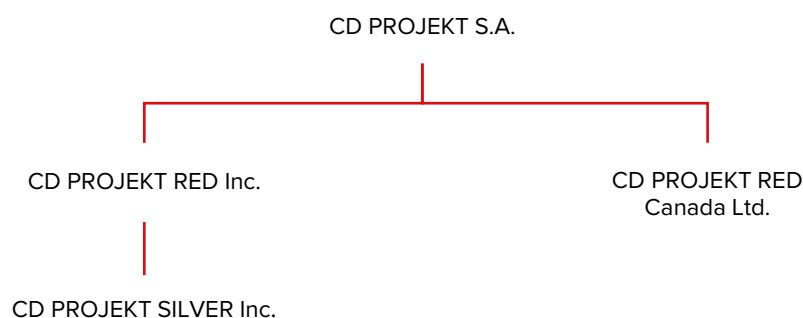 CD PROJEKT S.A.
CD PROJEKT RED Inc.
CD PROJEKT RED
Canada Ltd.
CD PROJEKT SILVER Inc.